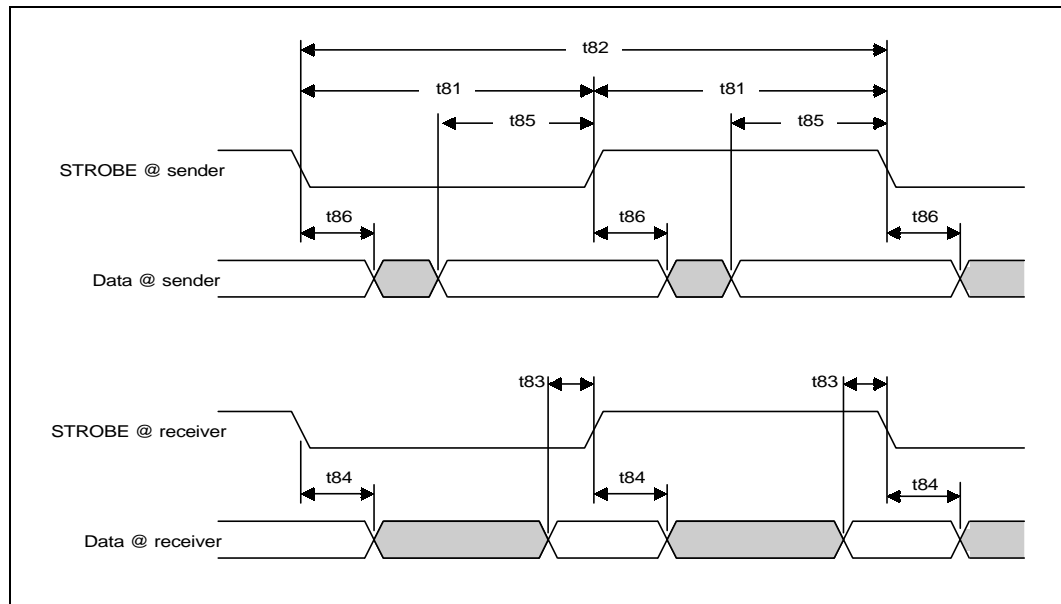 t82
t81 t81
t85 t85
STROBE @ sender
t86 t86 t86
Data @ sender
t83 t83
STROBE @ receiver
t84 t84 t84
Data @ receiver